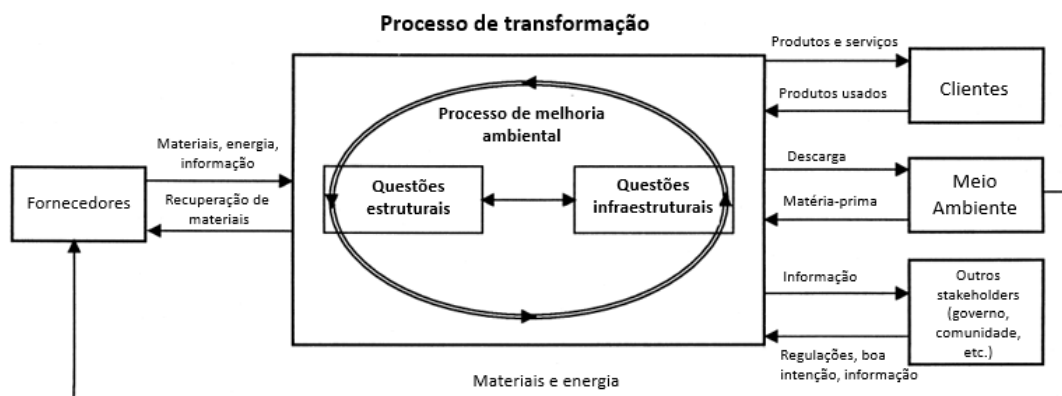 Processo de transformação
Produtos e serviços
Produtos usados
Clientes
Processo de melhoria
ambiental
Materiais, energia,
informação
Fornecedores
Recuperação de
materiais
Questões
estruturais
Questões
infraestruturais
Descarga
Matéria-prima
Meio
Ambiente
Informação
Outros
stakeholders
(governo,
comunidade,
etc.)
Regulações, boa
intenção, informação
Materiais e energia